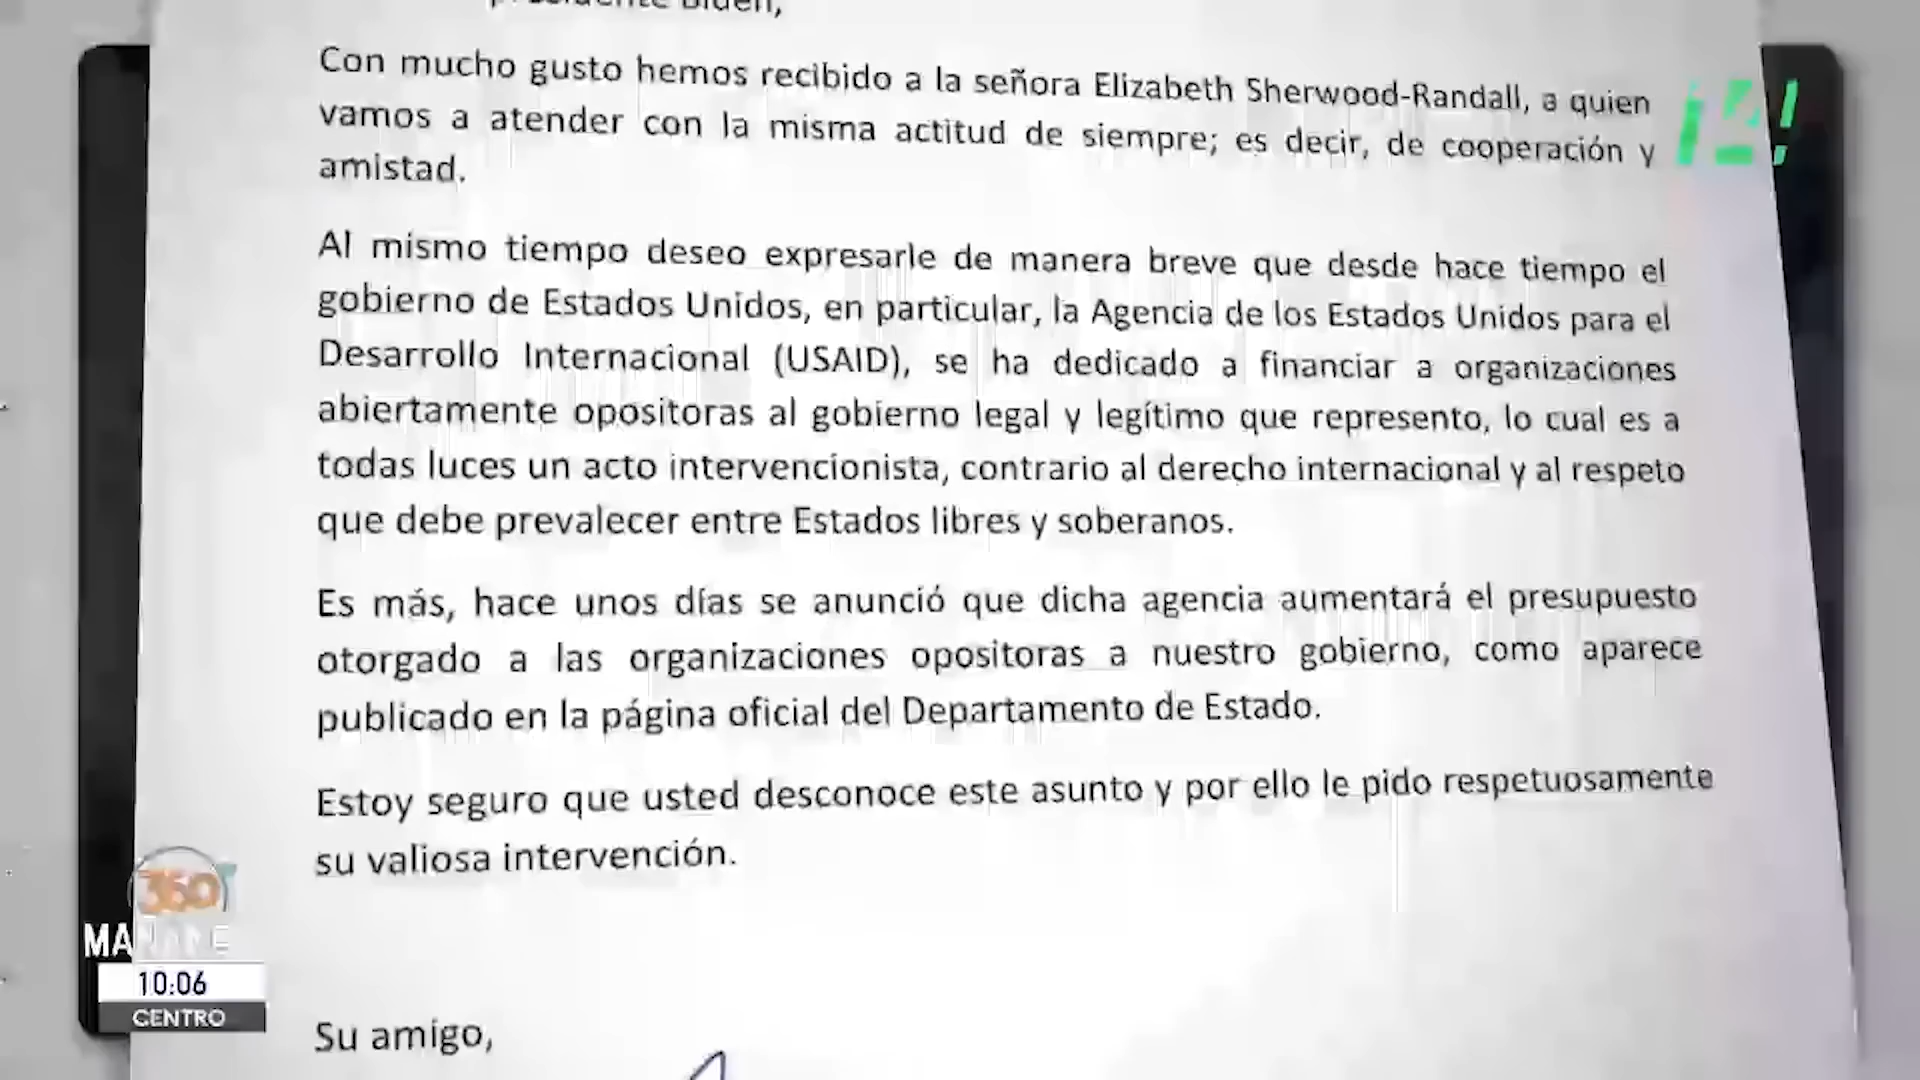 presidente Biden,
Con mucho gusto hemos recibido a la señora Elizabeth Sherwood-Randall, a quien
vamos a atender con la misma actitud de siempre; es decir, de cooperación y
amistad.
Al mismo tiempo deseo expresarle de manera breve que desde hace tiempo el
gobierno de Estados Unidos, en particular, la Agencia de los Estados Unidos para el
Desarrollo Internacional (USAID), se ha dedicado a financiar a organizaciones
abiertamente opositoras al gobierno legal y legítimo que represento, lo cual es a
todas luces un acto intervencionista, contrario al derecho internacional y al respeto
que debe prevalecer entre Estados libres y soberanos.
Es más, hace unos días se anunció que dicha agencia aumentará el presupuesto
otorgado a las organizaciones opositoras a nuestro gobierno, como aparece
publicado en la página oficial del Departamento de Estado.
Estoy seguro que usted desconoce este asunto y por ello le pido respetuosamente
su valiosa intervención.
Su amigo,
360
10:06
CENTRO